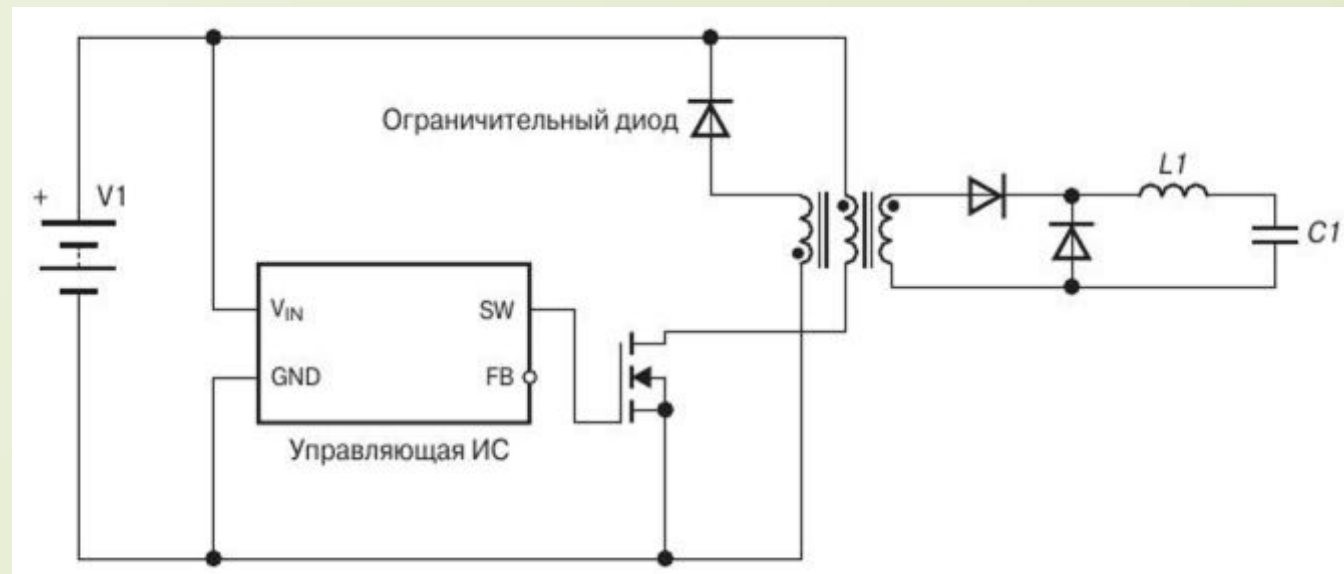 Ограничительный диод
L1
+ V1
C1
VIN SW
GND FB
Управляющая ИС